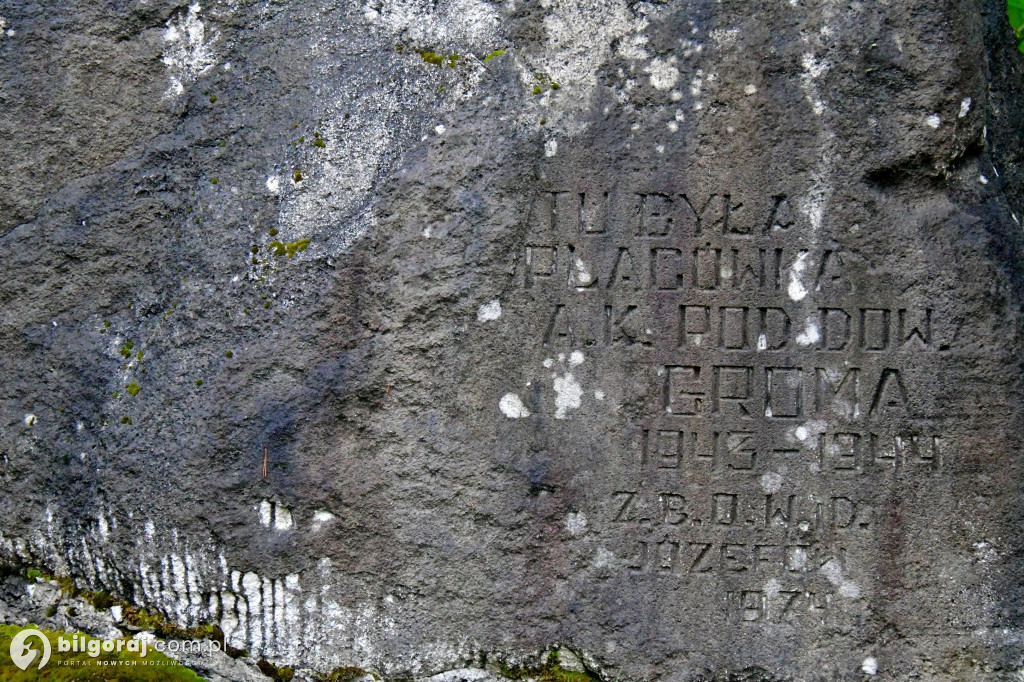 TU BYŁA
PLACÓWKA
A.K. POD DOW.
GROMA
1943-1944
Z.B.O.W.ID.
JÓZEFÓW
1974
bilgoraj.com.pl
PORTAL NOWYCH MOŻLIWOŚCI